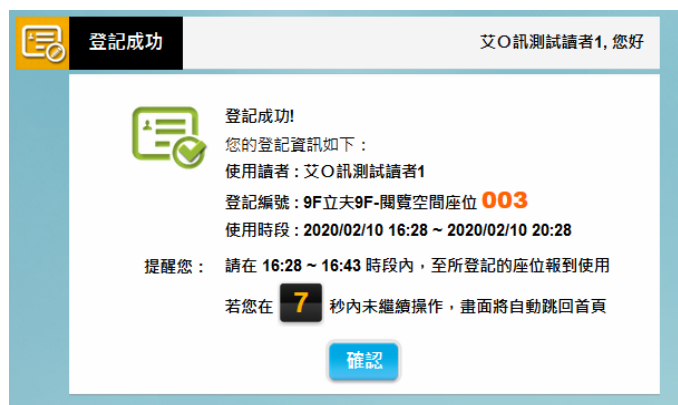 登記成功
艾O訊測試讀者1, 您好
登記成功!
您的登記資訊如下：
使用讀者 : 艾O訊測試讀者1
登記編號 : 9F立夫9F-閱覽空間座位 003
使用時段 : 2020/02/10 16:28 ~ 2020/02/10 20:28
提醒您： 請在 16:28 ~ 16:43 時段內，至所登記的座位報到使用
若您在 7 秒內未繼續操作，畫面將自動跳回首頁
確認